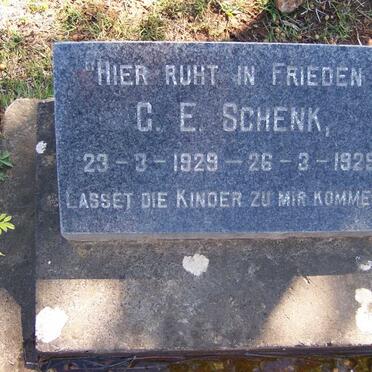 "HIER RUHT IN FRIEDEN
G. E. SCHENK,
23-3-1929 – 26-3-1929
LASSET DIE KINDER ZU MIR KOMME